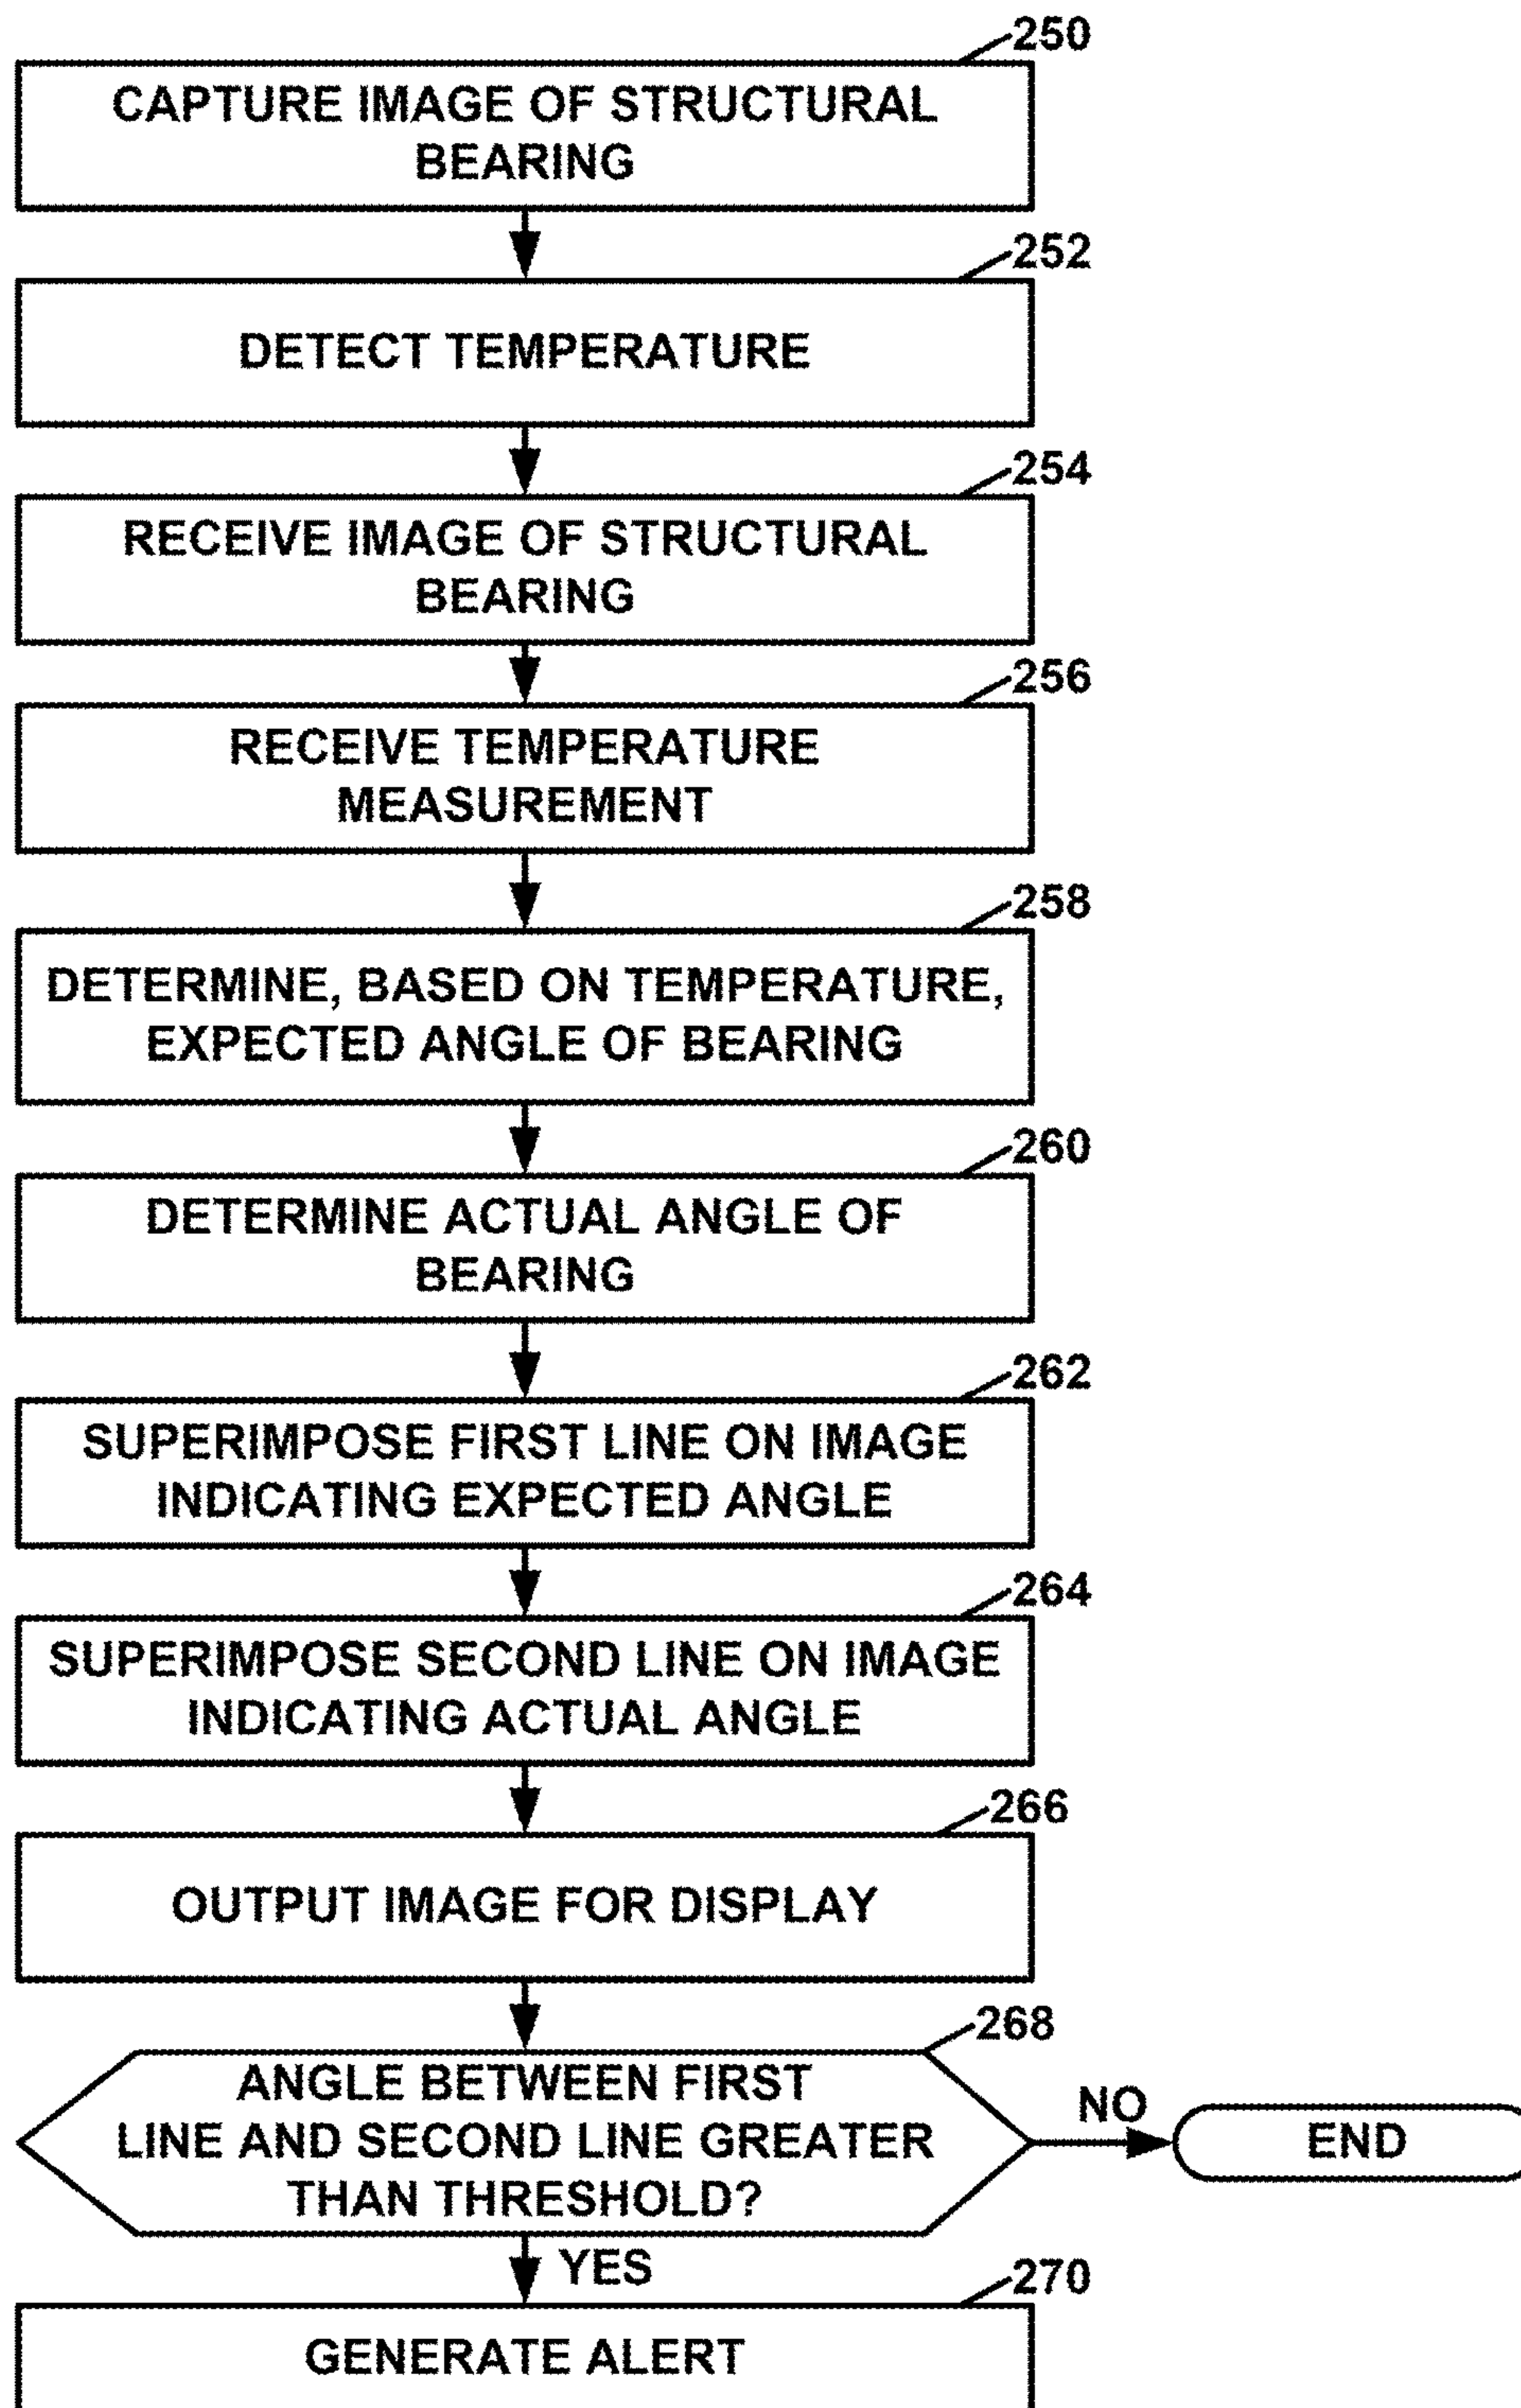 250
CAPTURE IMAGE OF STRUCTURAL
BEARING
252
DETECT TEMPERATURE
254
RECEIVE IMAGE OF STRUCTURAL
BEARING
256
RECEIVE TEMPERATURE
MEASUREMENT
258
DETERMINE, BASED ON TEMPERATURE,
EXPECTED ANGLE OF BEARING
260
DETERMINE ACTUAL ANGLE OF
BEARING
262
SUPERIMPOSE FIRST LINE ON IMAGE
INDICATING EXPECTED ANGLE
264
SUPERIMPOSE SECOND LINE ON IMAGE
INDICATING ACTUAL ANGLE
266
OUTPUT IMAGE FOR DISPLAY
268
ANGLE BETWEEN FIRST
LINE AND SECOND LINE GREATER
THAN THRESHOLD?
NO
END
YES
270
GENERATE ALERT